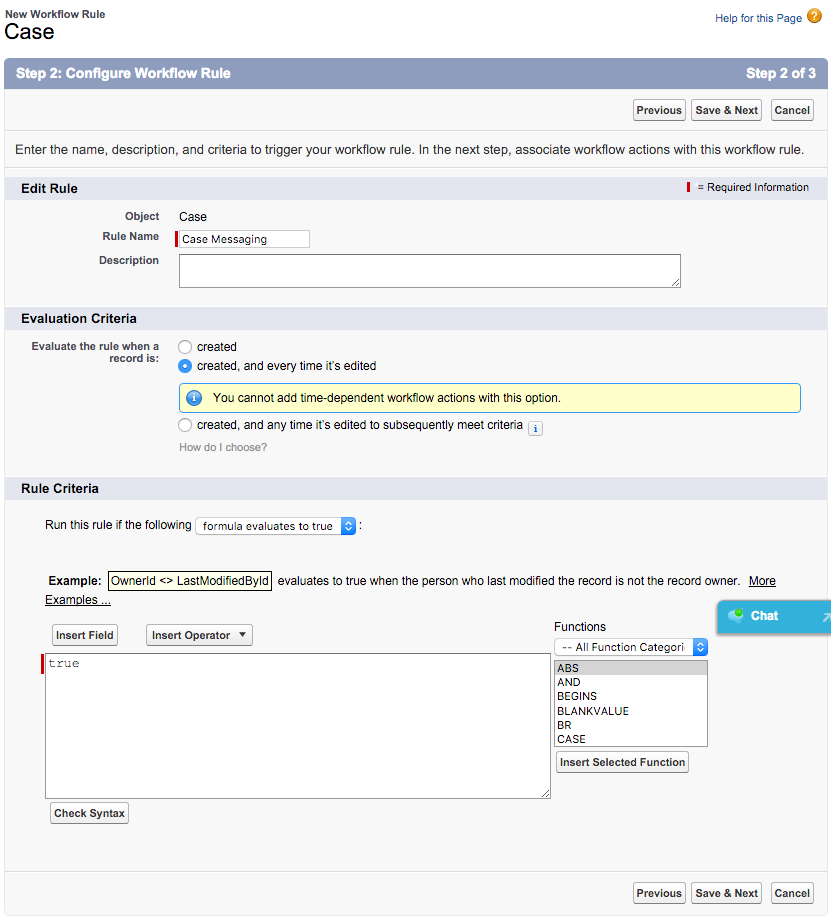 New Workflow Rule
Case
Help for this Page ?
Step 2: Configure Workflow Rule
Step 2 of 3
Previous Save & Next Cancel
Enter the name, description, and criteria to trigger your workflow rule. In the next step, associate workflow actions with this workflow rule.
Edit Rule
= Required Information
Object Case
Rule Name Case Messaging
Description
Evaluation Criteria
Evaluate the rule when a
record is:
created
created, and every time it's edited
i You cannot add time-dependent workflow actions with this option.
created, and any time it's edited to subsequently meet criteria i
How do I choose?
Rule Criteria
Run this rule if the following formula evaluates to true :
Example: OwnerId <> LastModifiedById evaluates to true when the person who last modified the record is not the record owner. More
Examples ...
Chat
Insert Field Insert Operator
Functions
-- All Function Categori
true
ABS
AND
BEGINS
BLANKVALUE
BR
CASE
Insert Selected Function
Check Syntax
Previous Save & Next Cancel